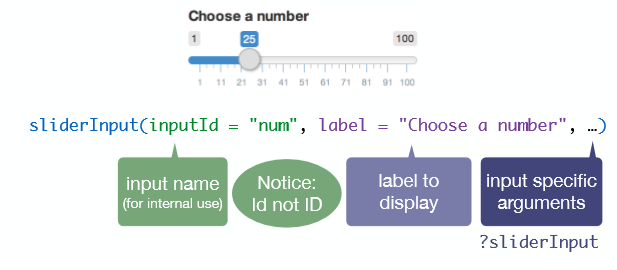 Choose a number
1 25 100
1 11 21 31 41 51 61 71 81 91 100
sliderInput(inputId = "num", label = "Choose a number", …)
input name
(for internal use)
Notice:
Id not ID
label to
display
input specific
arguments
?sliderInput